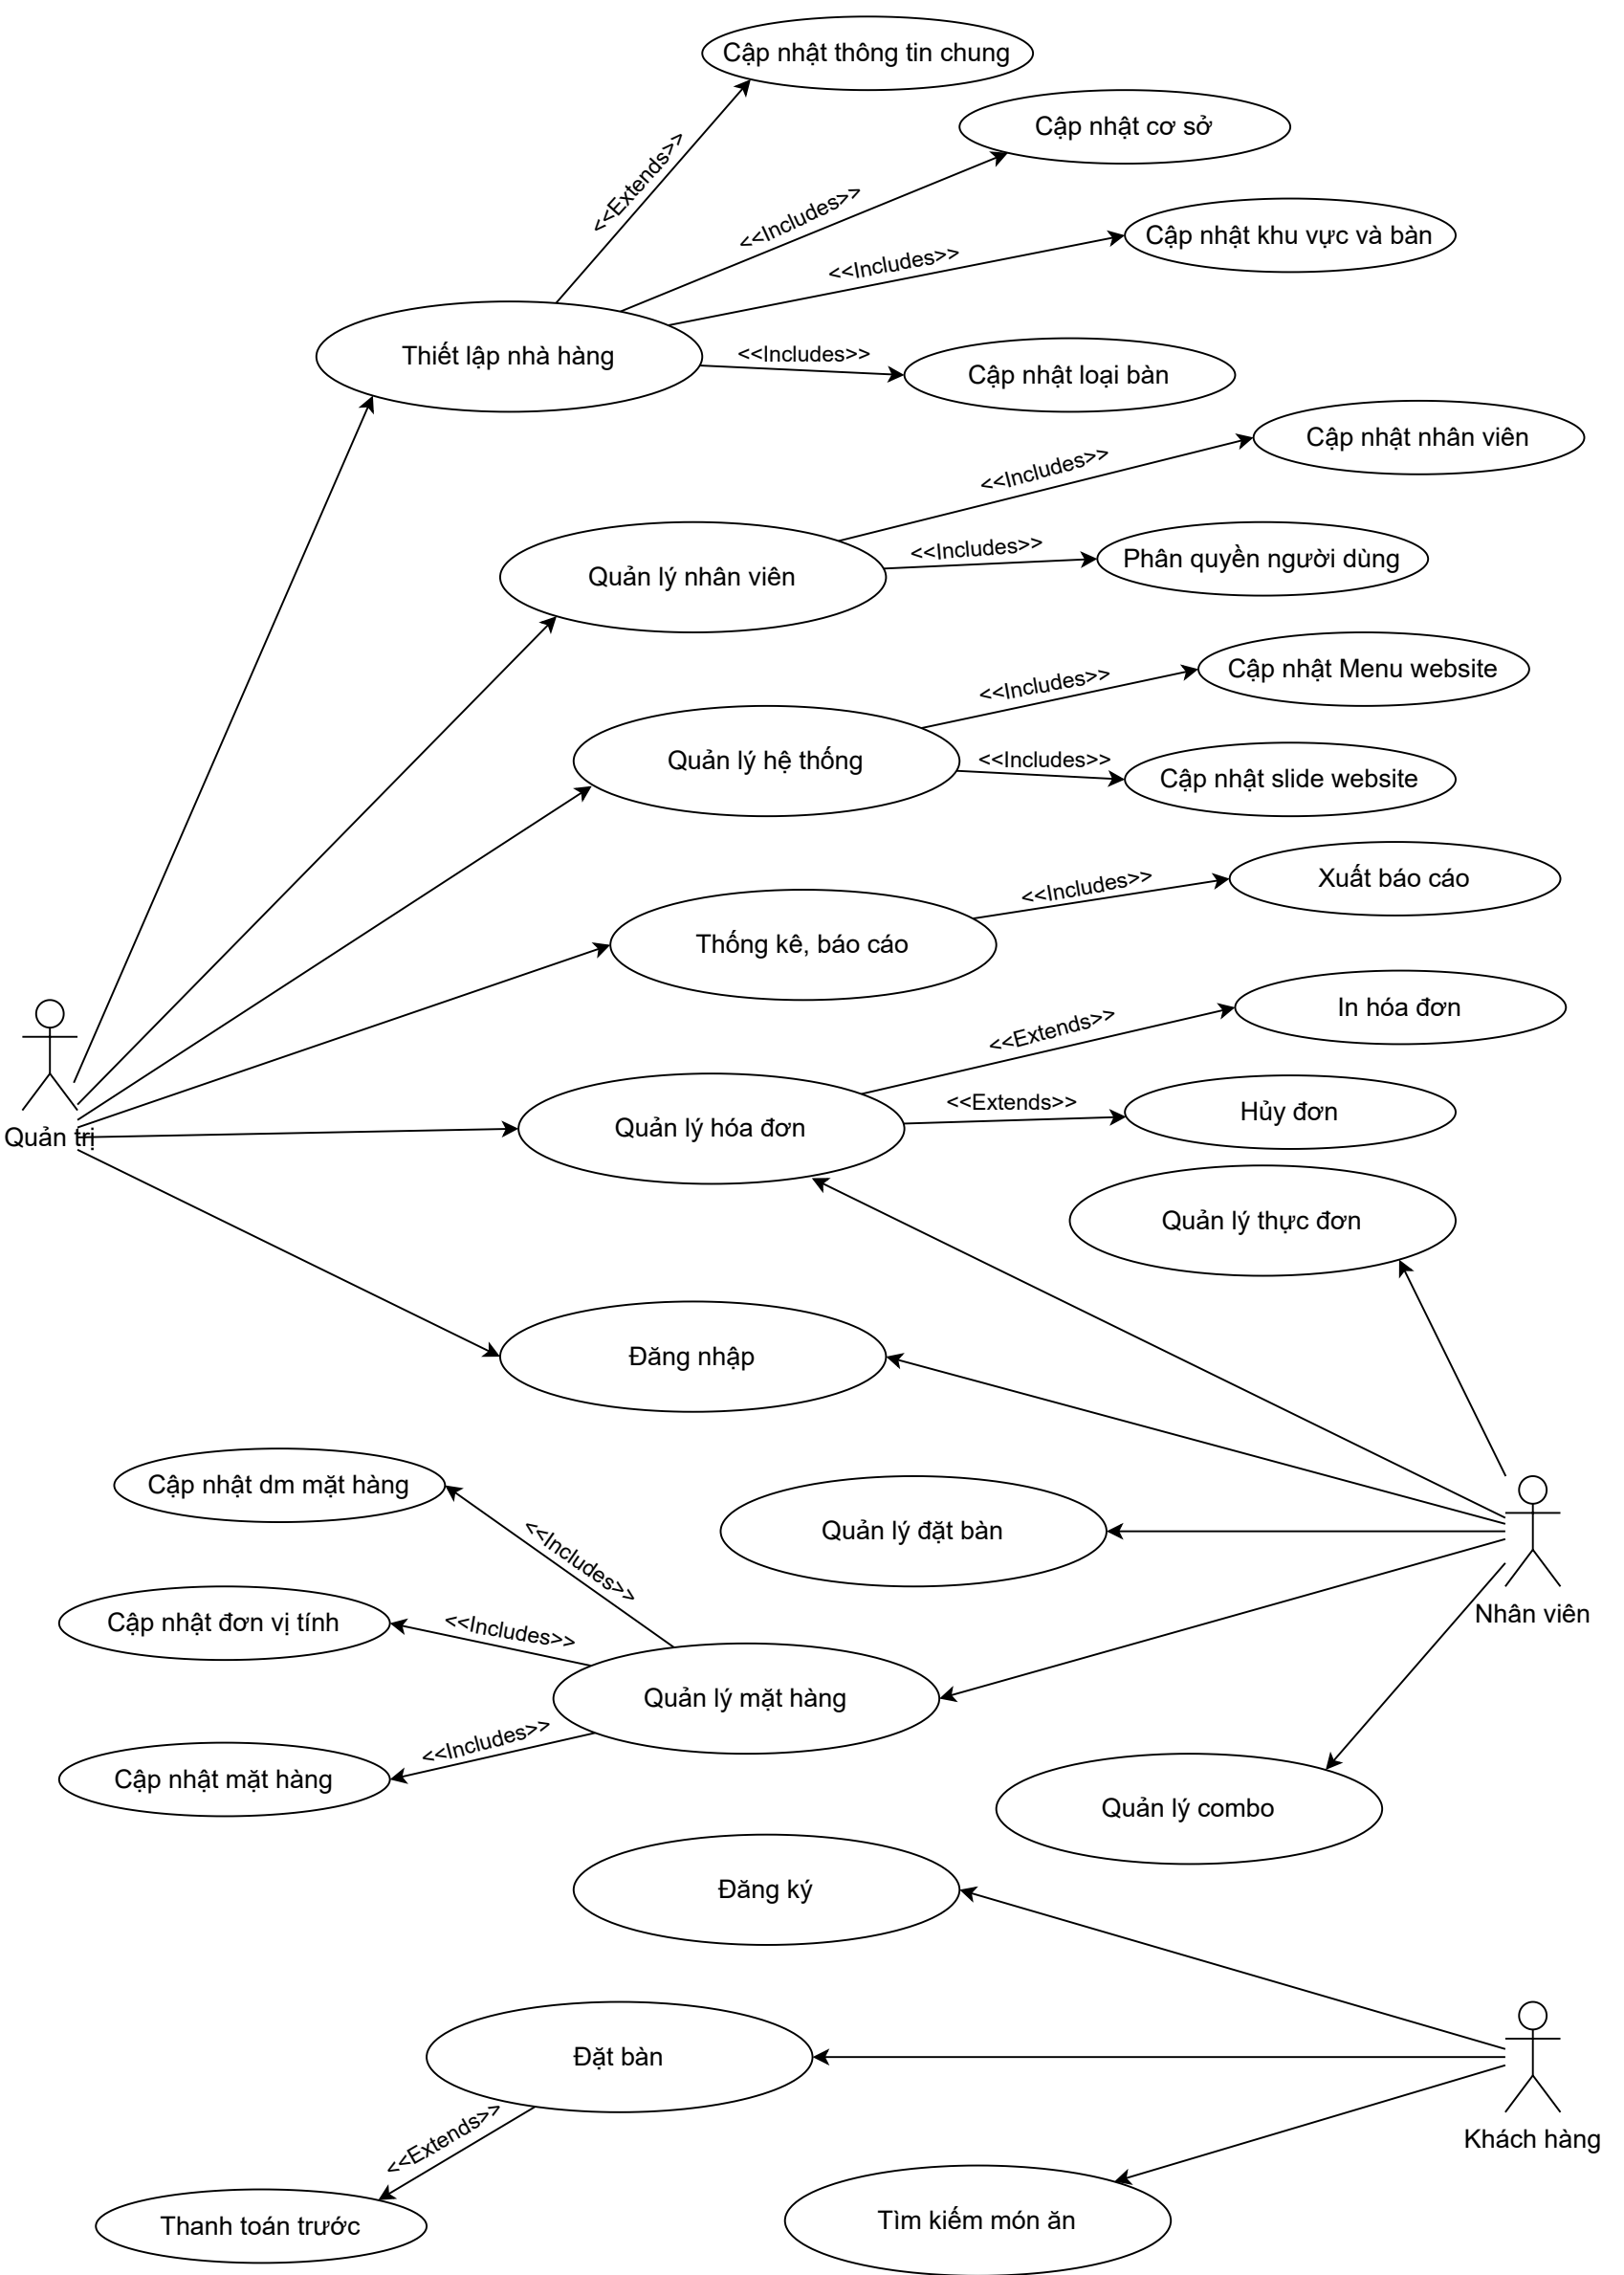 Cập nhật thông tin chung
Cập nhật cơ sở
<<Extends>>
<<Includes>>
Cập nhật khu vực và bàn
<<Includes>>
Thiết lập nhà hàng
<<Includes>>
Cập nhật loại bàn
Cập nhật nhân viên
<<Includes>>
Quản lý nhân viên
<<Includes>>
Phân quyền người dùng
Cập nhật Menu website
<<Includes>>
Quản lý hệ thống
<<Includes>>
Cập nhật slide website
Xuất báo cáo
<<Includes>>
Thống kê, báo cáo
In hóa đơn
<<Extends>>
Quản trị
Quản lý hóa đơn
<<Extends>>
Hủy đơn
Quản lý thực đơn
Đăng nhập
Cập nhật dm mặt hàng
<<Includes>>
Quản lý đặt bàn
Nhân viên
Cập nhật đơn vị tính
<<Includes>>
Quản lý mặt hàng
<<Includes>>
Cập nhật mặt hàng
Quản lý combo
Đăng ký
Đặt bàn
Khách hàng
<<Extends>>
Thanh toán trước
Tìm kiếm món ăn